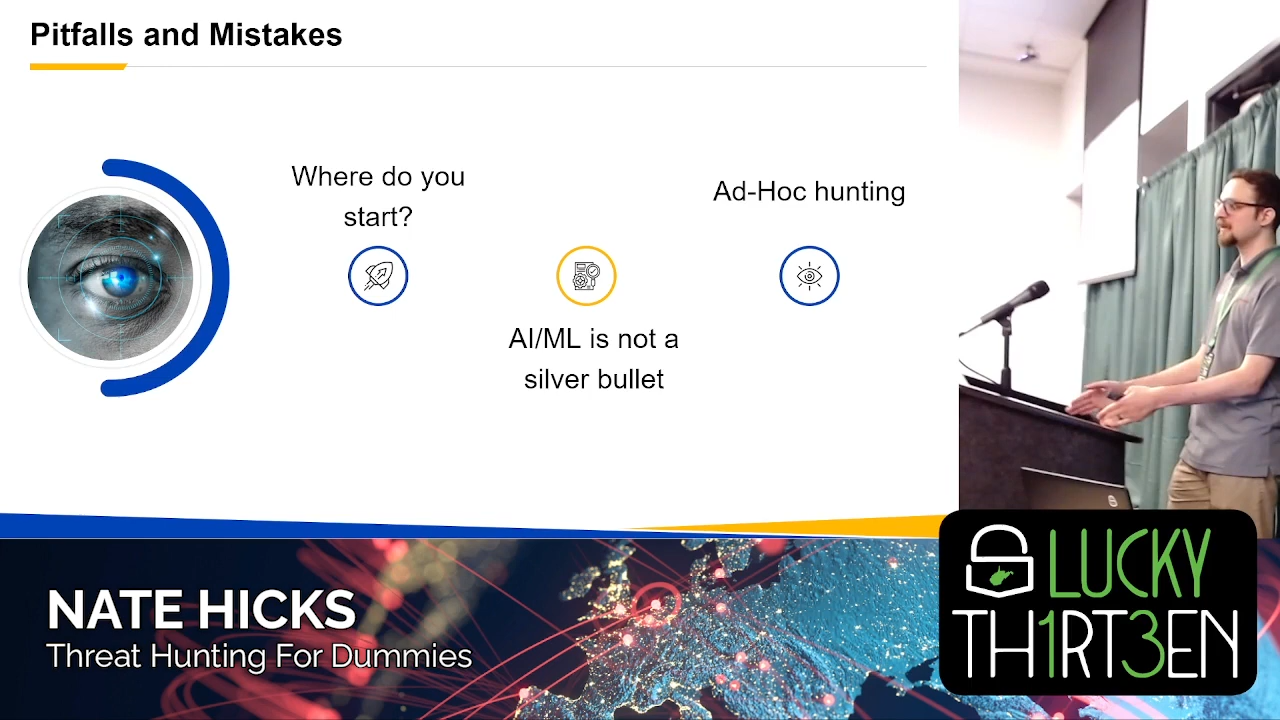 Pitfalls and Mistakes
Where do you
start?
AI/ML is not a
silver bullet
Ad-Hoc hunting
NATE HICKS
Threat Hunting For Dummies
LUCKY
TH1RT3EN